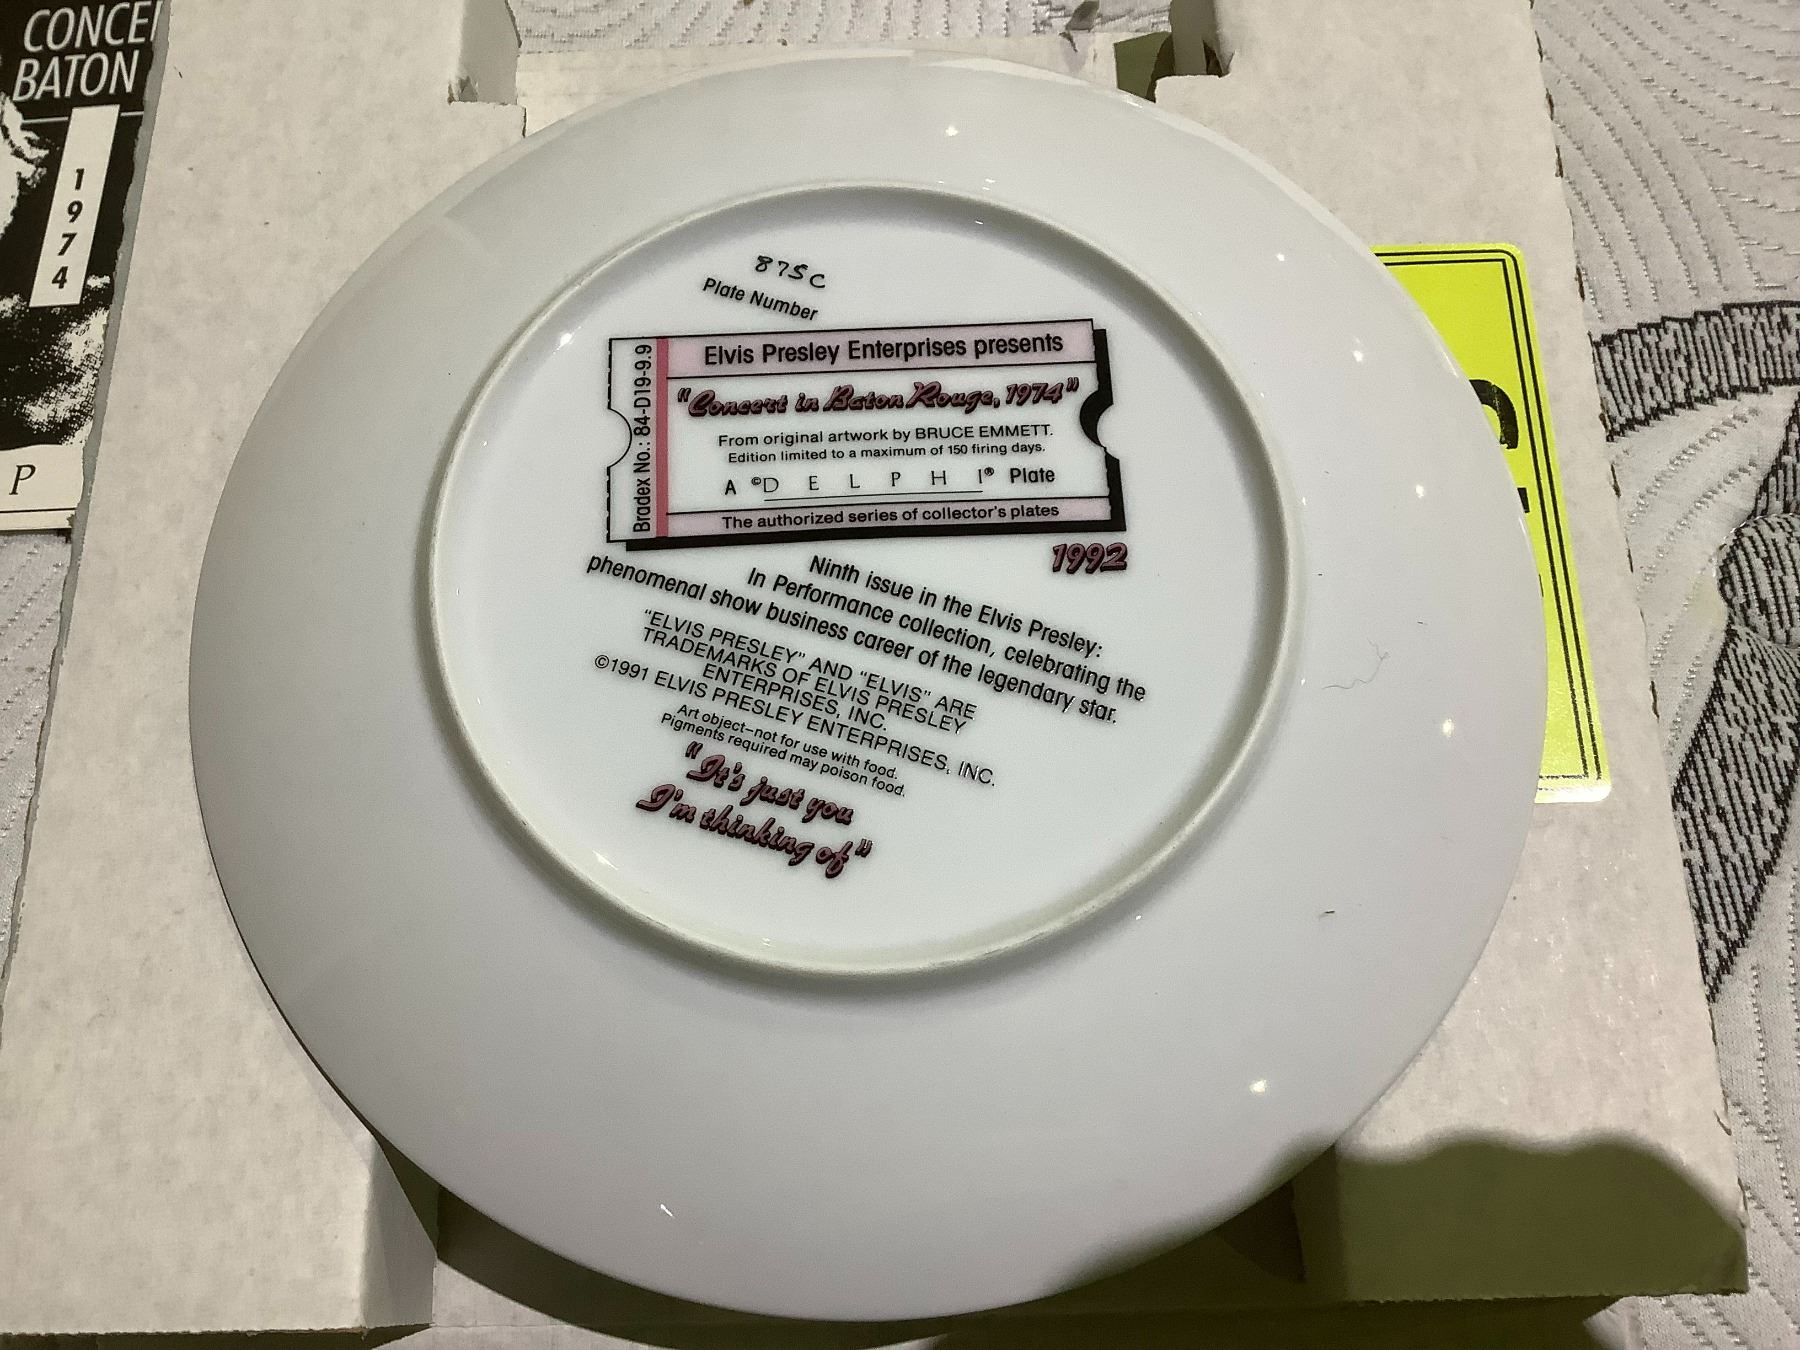 CONCE
BATON
1
9
7
4
P
875C
Plate Number
Bradex No.: 84-D19-9.9
Elvis Presley Enterprises presents
"Concert in Baton Rouge, 1974"
From original artwork by BRUCE EMMETT.
Edition limited to a maximum of 150 firing days.
A ©DELPHI® Plate
The authorized series of collector's plates
1992
Ninth issue in the Elvis Presley:
In Performance collection, celebrating the
phenomenal show business career of the legendary star.
"ELVIS PRESLEY" AND "ELVIS" ARE
TRADEMARKS OF ELVIS PRESLEY
ENTERPRISES, INC.
©1991 ELVIS PRESLEY ENTERPRISES, INC.
Art object–not for use with food.
Pigments required may poison food.
"It's just you
I'm thinking of"